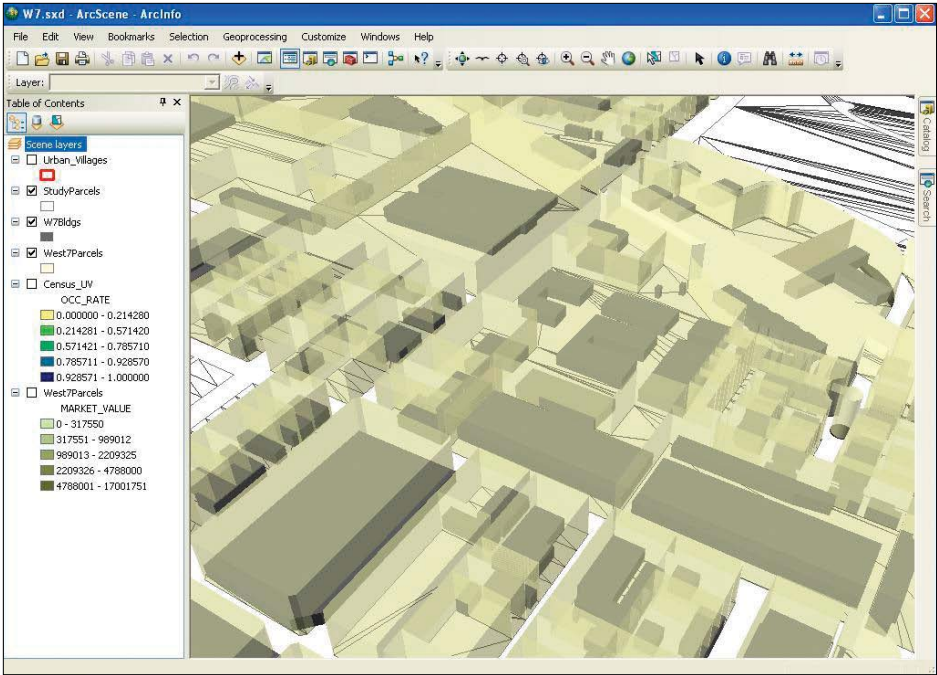 W7.sxd - ArcScene - ArcInfo
File Edit View Bookmarks Selection Geoprocessing Customize Windows Help
Layer:
Table of Contents
Scene layers
Urban_Villages
StudyParcels
W7Bldgs
West7Parcels
Census_UV
OCC_RATE
0.000000 - 0.214280
0.214281 - 0.571420
0.571421 - 0.785710
0.785711 - 0.928570
0.928571 - 1.000000
West7Parcels
MARKET_VALUE
0 - 317550
317551 - 989012
989013 - 2209325
2209326 - 4788000
4788001 - 17001751
Catalog
Search